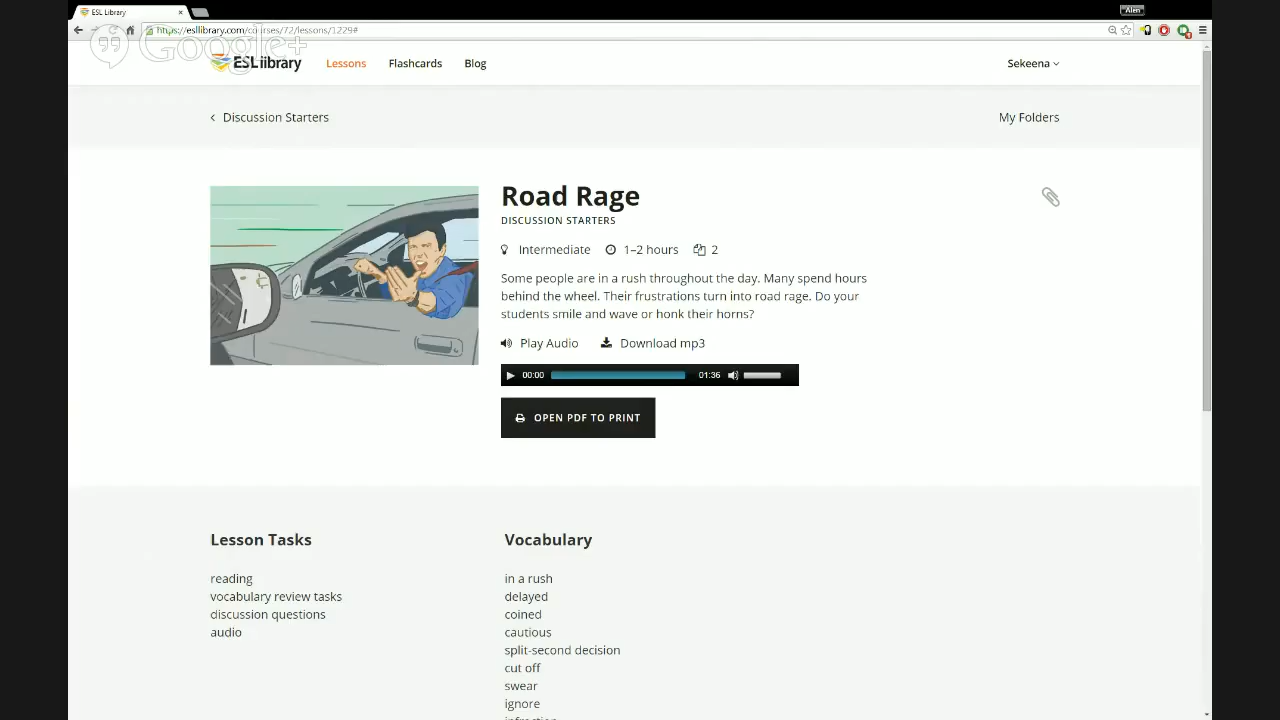 ESL Library
Alen
https://esllibrary.com/courses/72/lessons/1229#
Google+
ESL library
Lessons
Flashcards
Blog
Sekeena
Discussion Starters
My Folders
Road Rage
DISCUSSION STARTERS
Intermediate
1–2 hours
2
Some people are in a rush throughout the day. Many spend hours
behind the wheel. Their frustrations turn into road rage. Do your
students smile and wave or honk their horns?
Play Audio
Download mp3
00:00
01:36
OPEN PDF TO PRINT
Lesson Tasks
reading
vocabulary review tasks
discussion questions
audio
Vocabulary
in a rush
delayed
coined
cautious
split-second decision
cut off
swear
ignore